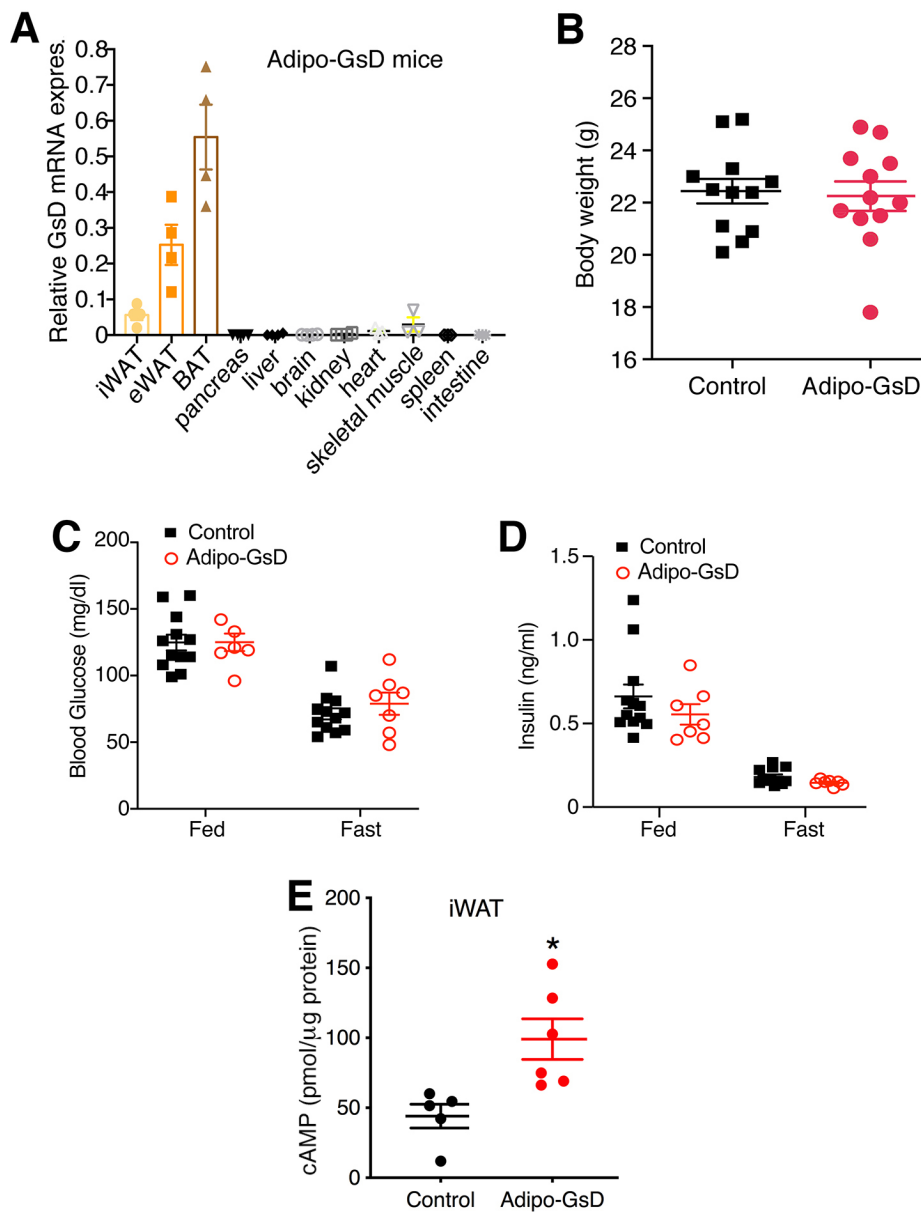 A
Adipo-GsD mice
Relative GsD mRNA expres.
0.8
0.7
0.6
0.5
0.4
0.3
0.2
0.1
0
iWAT
eWAT
BAT
pancreas
liver
brain
kidney
heart
skeletal muscle
spleen
intestine
B
Body weight (g)
28
26
24
22
20
18
16
Control
Adipo-GsD
C
Control
Adipo-GsD
Blood Glucose (mg/dl)
200
150
100
50
0
Fed
Fast
D
Control
Adipo-GsD
Insulin (ng/ml)
1.5
1.0
0.5
0
Fed
Fast
E
iWAT
*
cAMP (pmol/μg protein)
200
150
100
50
0
Control
Adipo-GsD